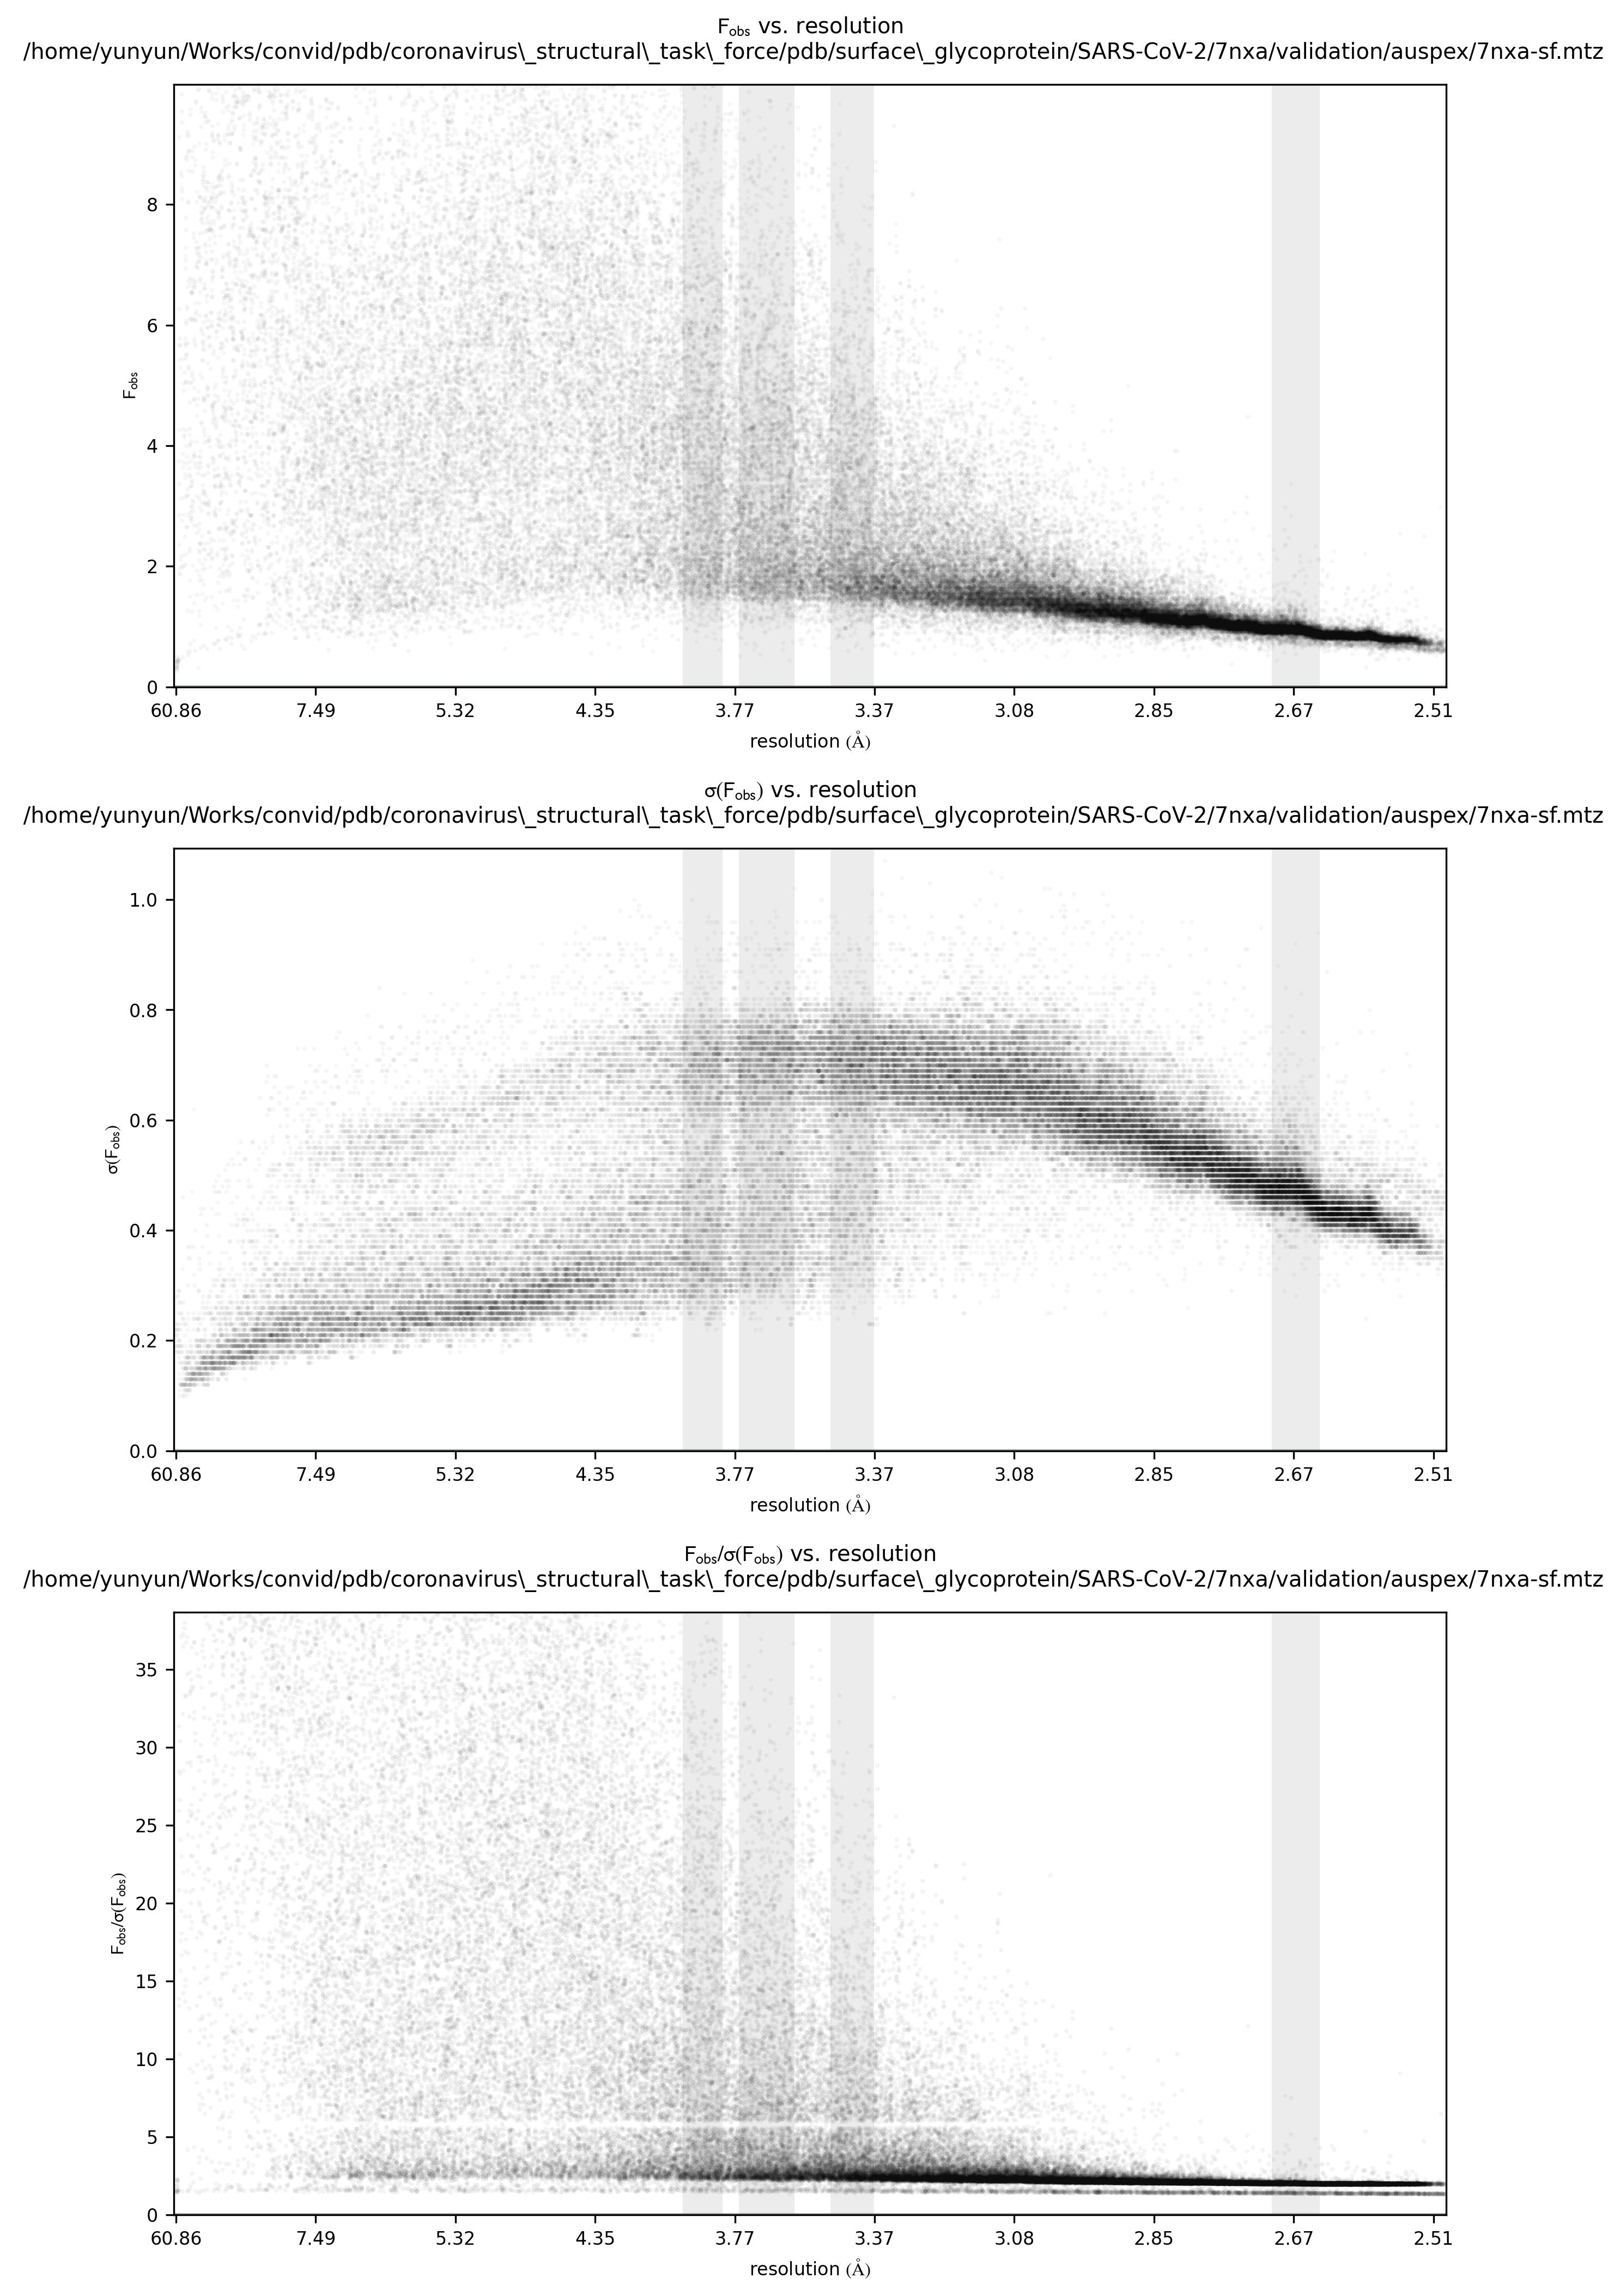 Fobs vs. resolution
/home/yunyun/Works/convid/pdb/coronavirus\_structural\_task\_force/pdb/surface\_glycoprotein/SARS-CoV-2/7nxa/validation/auspex/7nxa-sf.mtz
8
6
Fobs
4
2
0
60.86 7.49 5.32 4.35 3.77 3.37 3.08 2.85 2.67 2.51
resolution (Å)
σ(Fobs) vs. resolution
/home/yunyun/Works/convid/pdb/coronavirus\_structural\_task\_force/pdb/surface\_glycoprotein/SARS-CoV-2/7nxa/validation/auspex/7nxa-sf.mtz
1.0
0.8
0.6
σ(Fobs)
0.4
0.2
0.0
60.86 7.49 5.32 4.35 3.77 3.37 3.08 2.85 2.67 2.51
resolution (Å)
Fobs/σ(Fobs) vs. resolution
/home/yunyun/Works/convid/pdb/coronavirus\_structural\_task\_force/pdb/surface\_glycoprotein/SARS-CoV-2/7nxa/validation/auspex/7nxa-sf.mtz
35
30
25
20
Fobs/σ(Fobs)
15
10
5
0
60.86 7.49 5.32 4.35 3.77 3.37 3.08 2.85 2.67 2.51
resolution (Å)